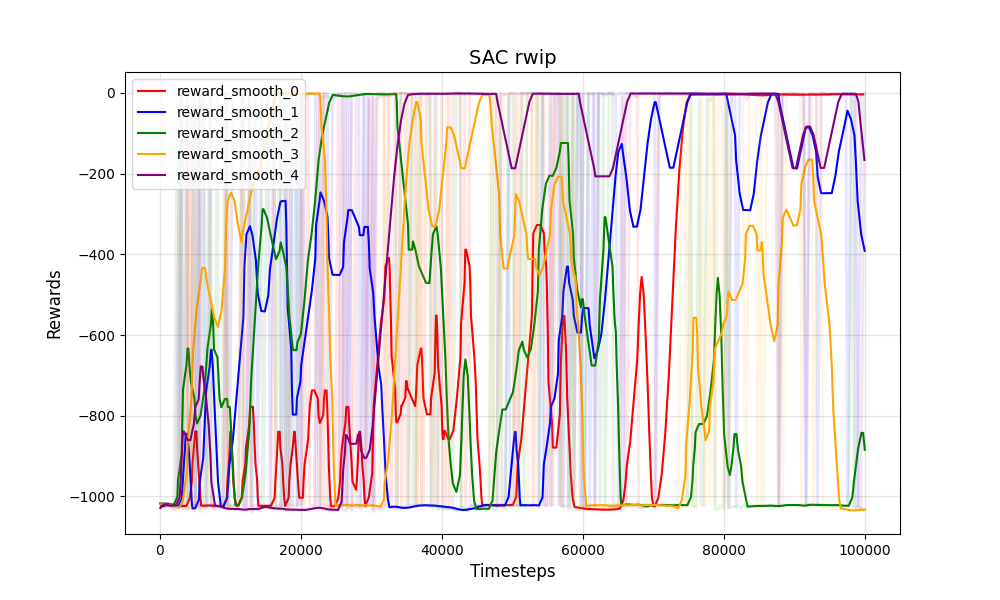 SAC rwip
reward_smooth_0
reward_smooth_1
reward_smooth_2
reward_smooth_3
reward_smooth_4
Rewards
0
−200
−400
−600
−800
−1000
0
20000
40000
60000
80000
100000
Timesteps